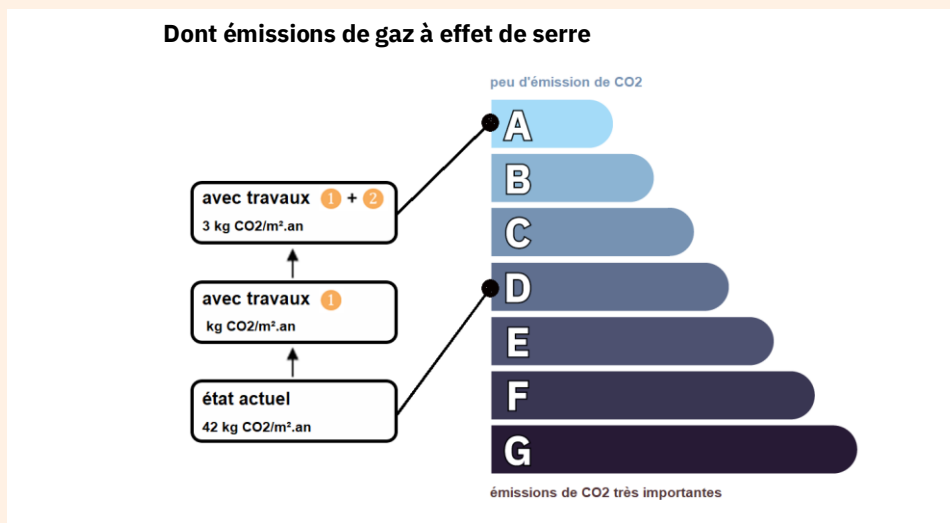 Dont émissions de gaz à effet de serre
peu d'émission de CO2
A
B
C
D
E
F
G
émissions de CO2 très importantes
avec travaux 1 + 2
3 kg CO2/m².an
avec travaux 1
kg CO2/m².an
état actuel
42 kg CO2/m².an